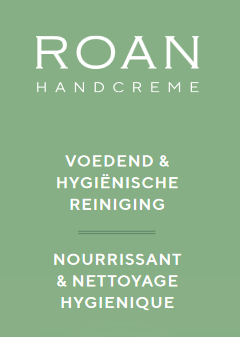 ROAN
HANDCREME
VOEDEND &
HYGIËNISCHE
REINIGING
NOURRISSANT
& NETTOYAGE
HYGIENIQUE